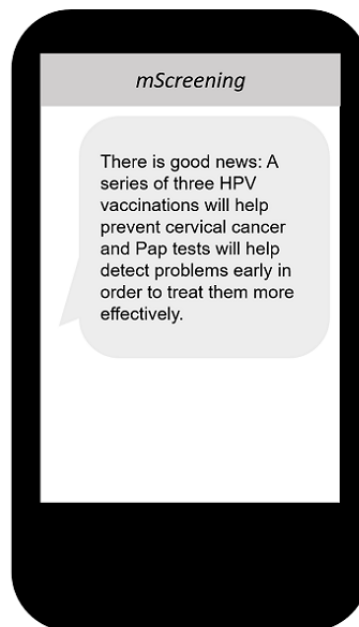 mScreening
There is good news: A
series of three HPV
vaccinations will help
prevent cervical cancer
and Pap tests will help
detect problems early in
order to treat them more
effectively.